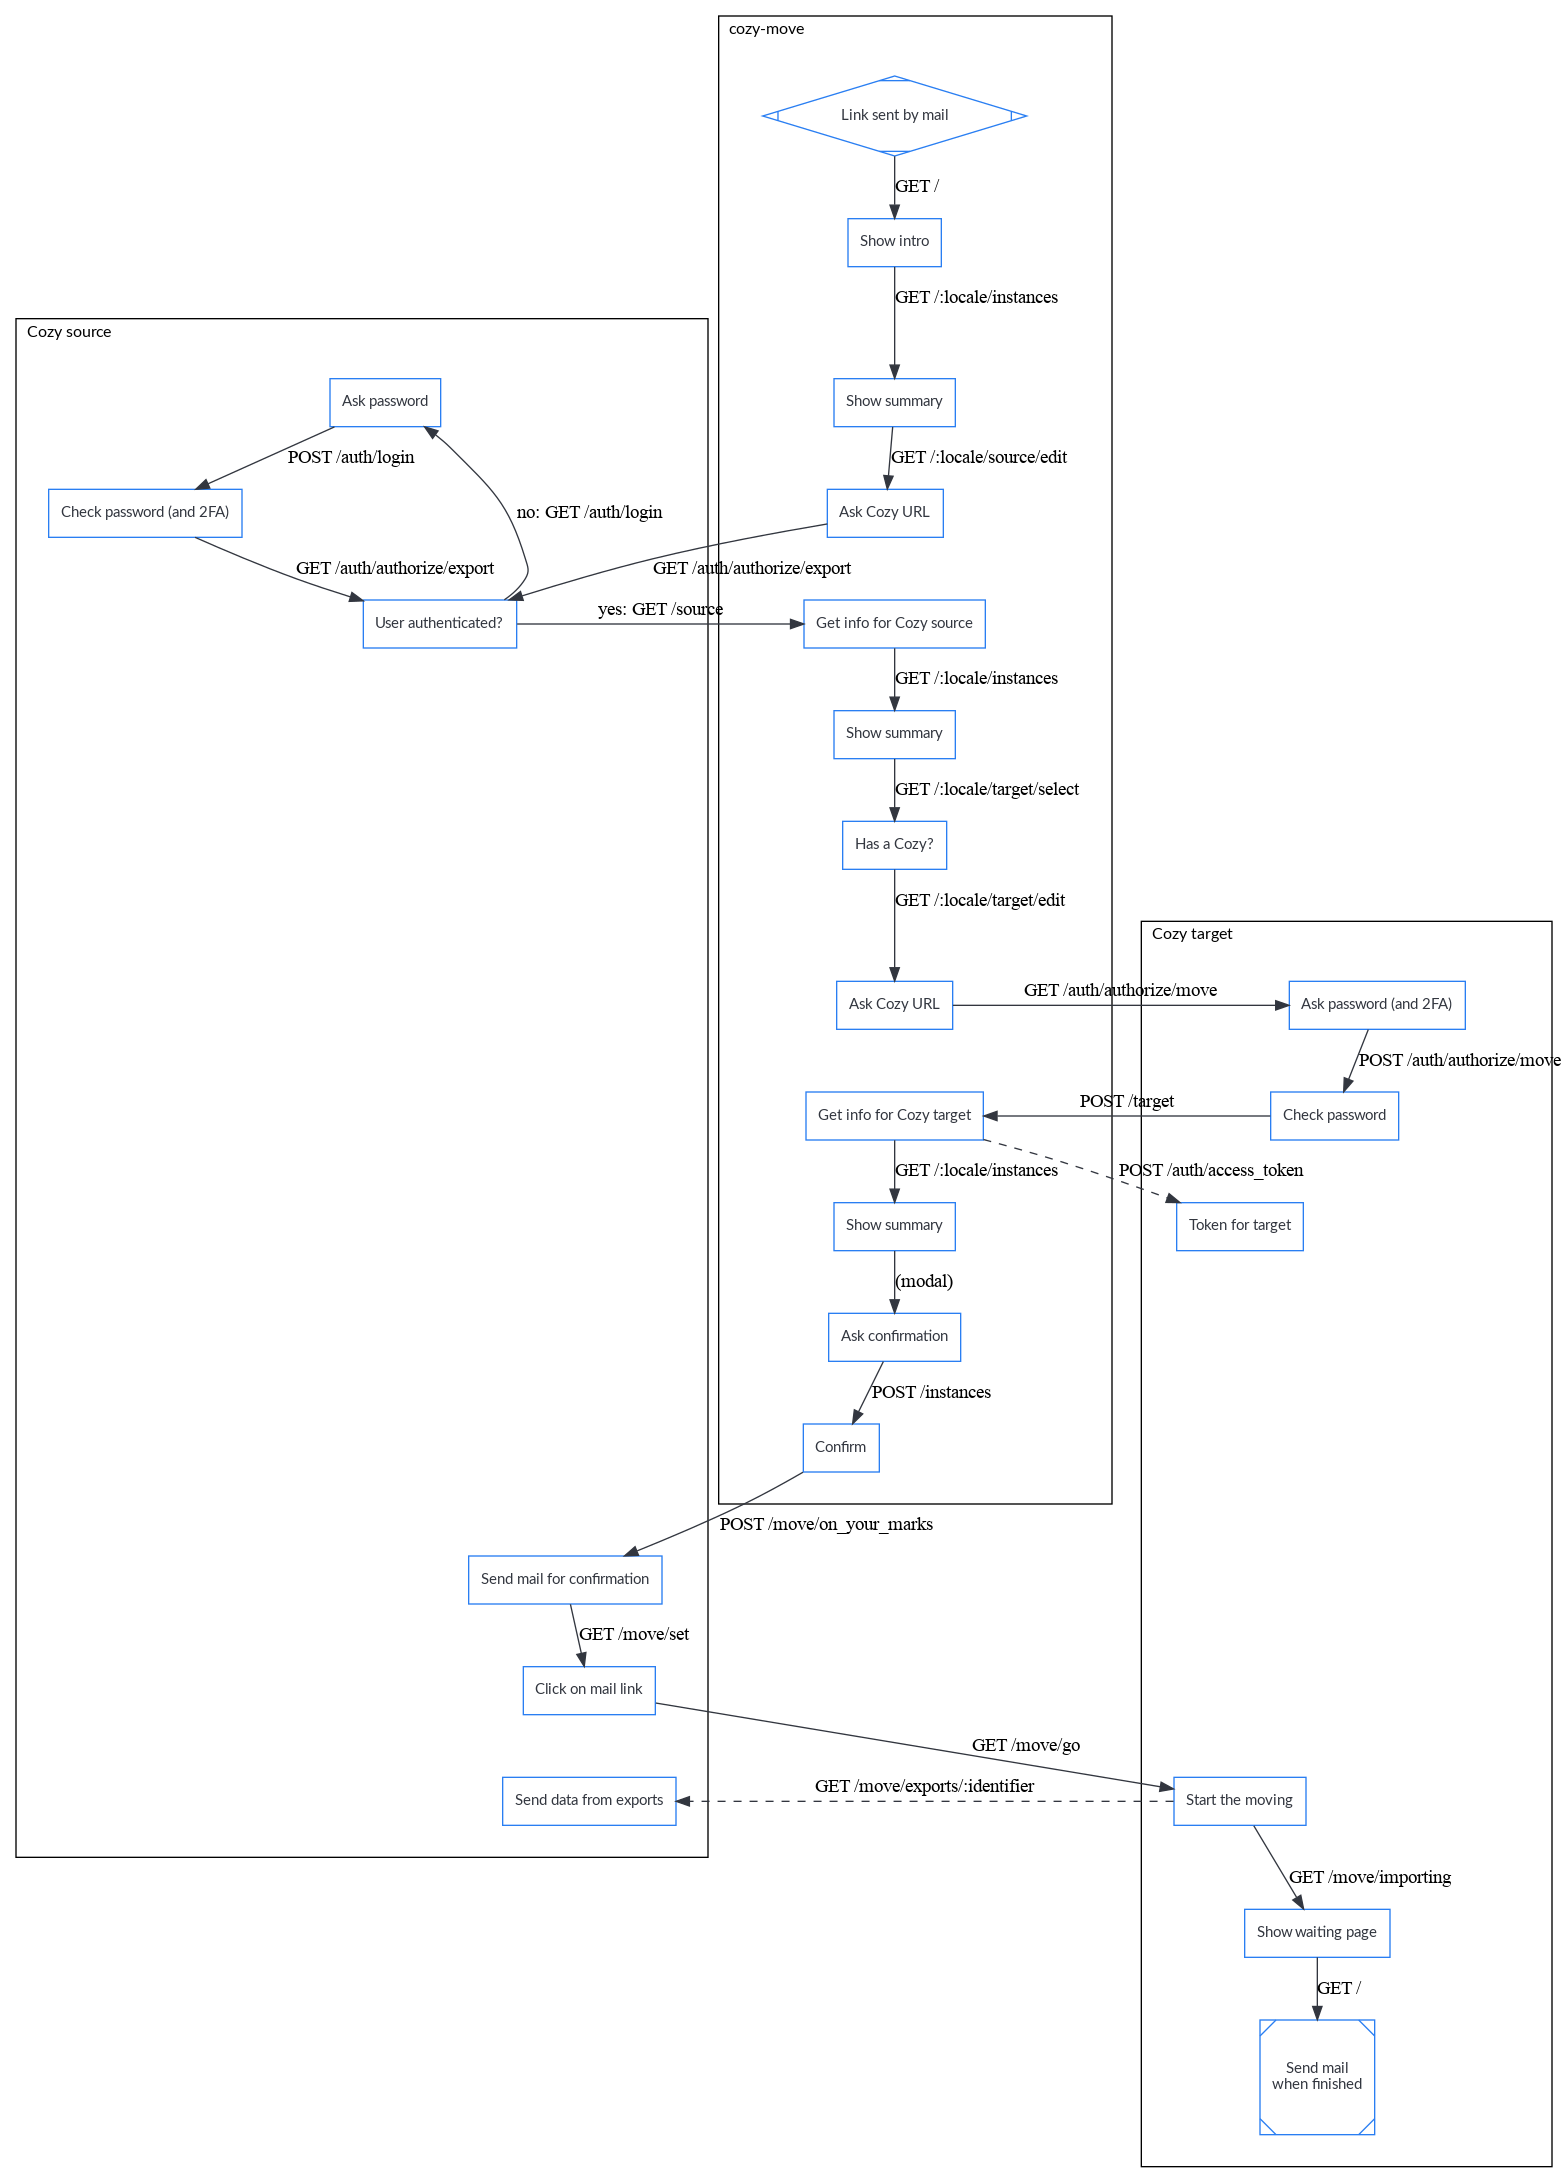 cozy-move
Link sent by mail
GET /
Show intro
GET /:locale/instances
Cozy source
Ask password
Show summary
POST /auth/login
GET /:locale/source/edit
Check password (and 2FA)
no: GET /auth/login
Ask Cozy URL
GET /auth/authorize/export
GET /auth/authorize/export
User authenticated?
yes: GET /source
Get info for Cozy source
GET /:locale/instances
Show summary
GET /:locale/target/select
Has a Cozy?
GET /:locale/target/edit
Cozy target
Ask Cozy URL
GET /auth/authorize/move
Ask password (and 2FA)
POST /auth/authorize/move
Get info for Cozy target
POST /target
Check password
GET /:locale/instances
POST /auth/access_token
Show summary
Token for target
(modal)
Ask confirmation
POST /instances
Confirm
POST /move/on_your_marks
Send mail for confirmation
GET /move/set
Click on mail link
GET /move/go
Send data from exports
GET /move/exports/:identifier
Start the moving
GET /move/importing
Show waiting page
GET /
Send mail
when finished